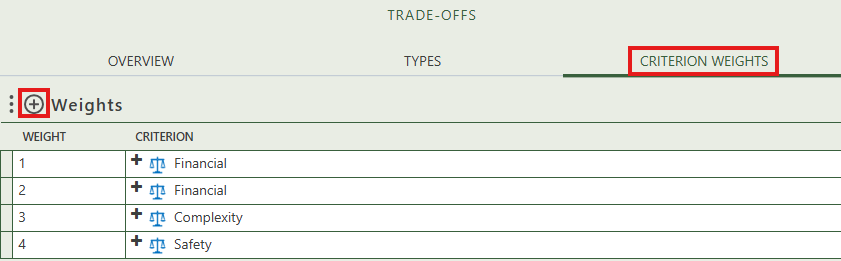 TRADE-OFFS
OVERVIEW TYPES CRITERION WEIGHTS
Weights
WEIGHT CRITERION
1 Financial
2 Financial
3 Complexity
4 Safety